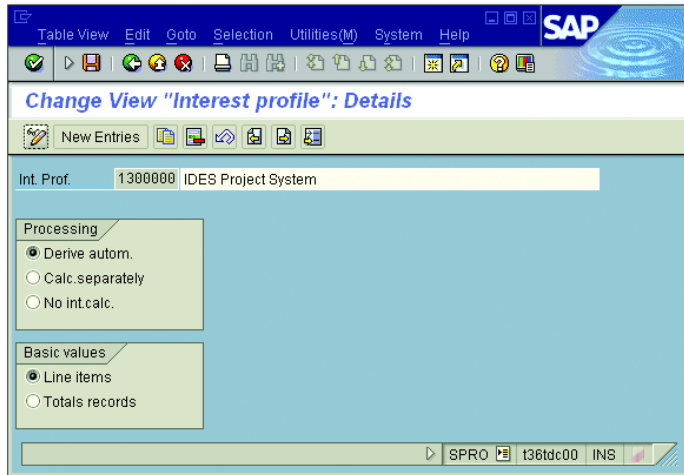 SAP
Table View Edit Goto Selection Utilities(M) System Help
Change View "Interest profile": Details
New Entries
Int. Prof. 1300000 IDES Project System
Processing
Derive autom.
Calc.separately
No int.calc.
Basic values
Line items
Totals records
SPRO t36tdc00 INS